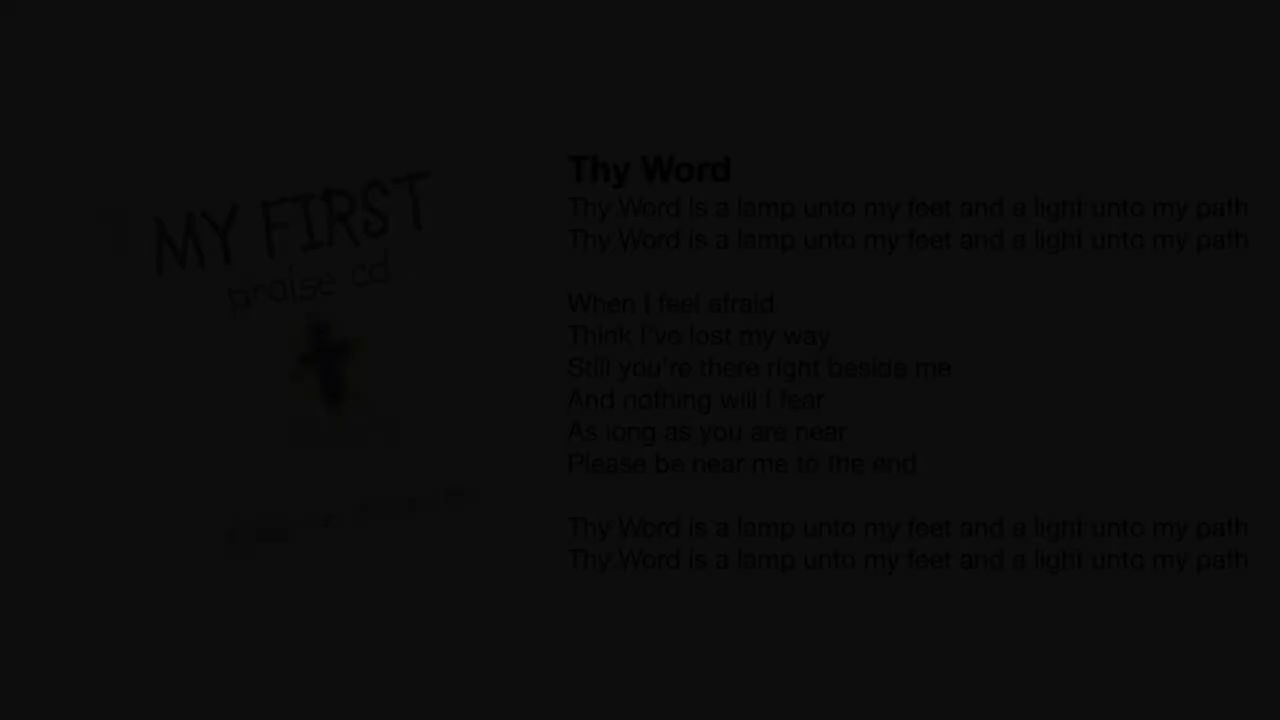 MY FIRST
praise cd
Thy Word
Thy Word is a lamp unto my feet and a light unto my path
Thy Word is a lamp unto my feet and a light unto my path
When I feel afraid
Think I've lost my way
Still you're there right beside me
And nothing will I fear
As long as you are near
Please be near me to the end
Thy Word is a lamp unto my feet and a light unto my path
Thy Word is a lamp unto my feet and a light unto my path